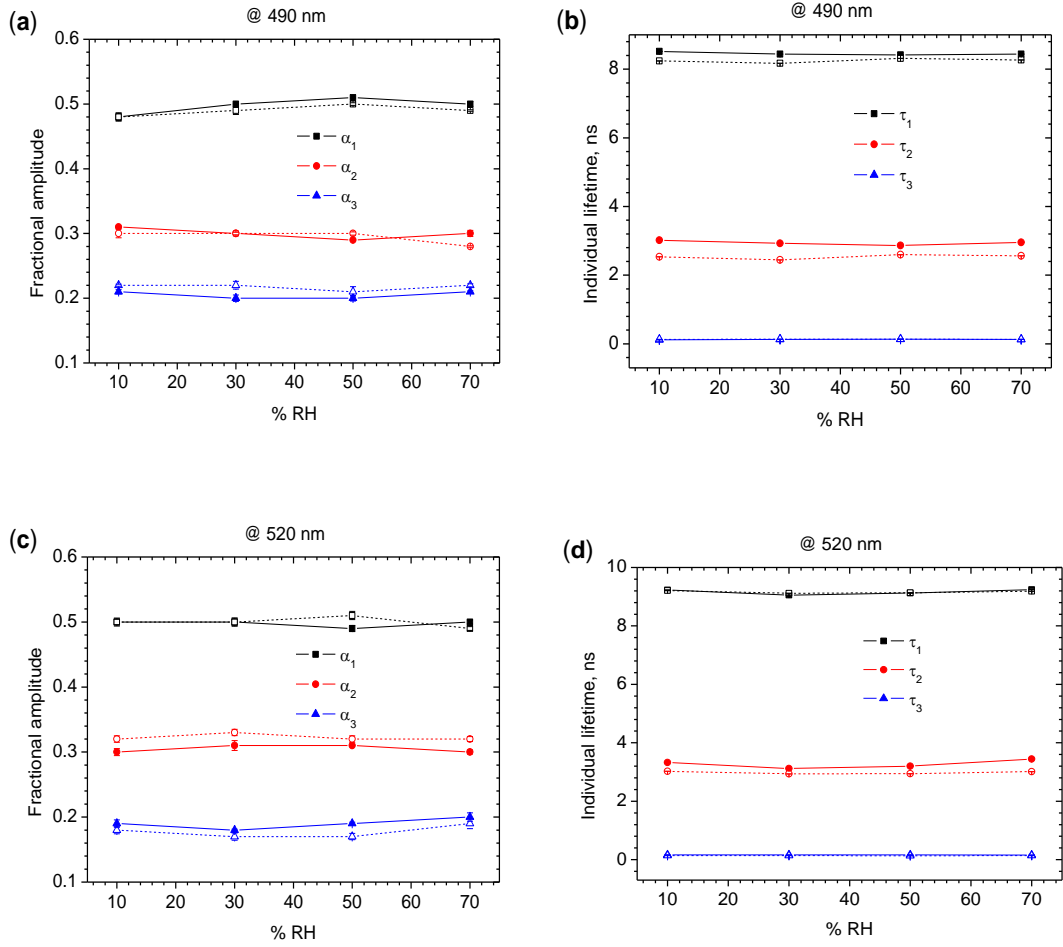 (a)
@ 490 nm
0.6
0.5
0.4
0.3
0.2
0.1
Fractional amplitude
α1
α2
α3
10 20 30 40 50 60 70
% RH
(b)
@ 490 nm
8
6
4
2
0
Individual lifetime, ns
τ1
τ2
τ3
10 20 30 40 50 60 70
% RH
(c)
@ 520 nm
0.6
0.5
0.4
0.3
0.2
0.1
Fractional amplitude
α1
α2
α3
10 20 30 40 50 60 70
% RH
(d)
@ 520 nm
10
8
6
4
2
0
Individual lifetime, ns
τ1
τ2
τ3
10 20 30 40 50 60 70
% RH